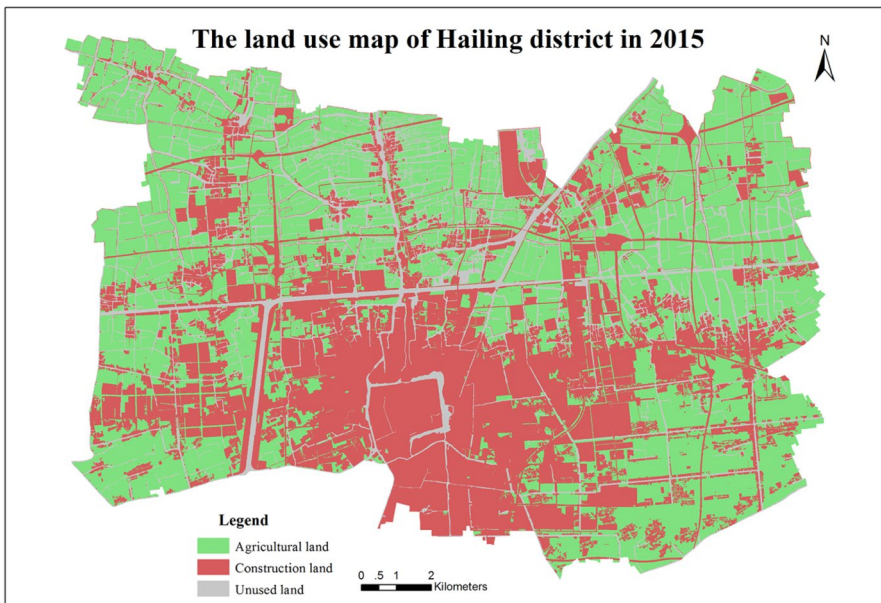 The land use map of Hailing district in 2015
N
Legend
Agricultural land
Construction land
Unused land
0 .5 1 2
Kilometers